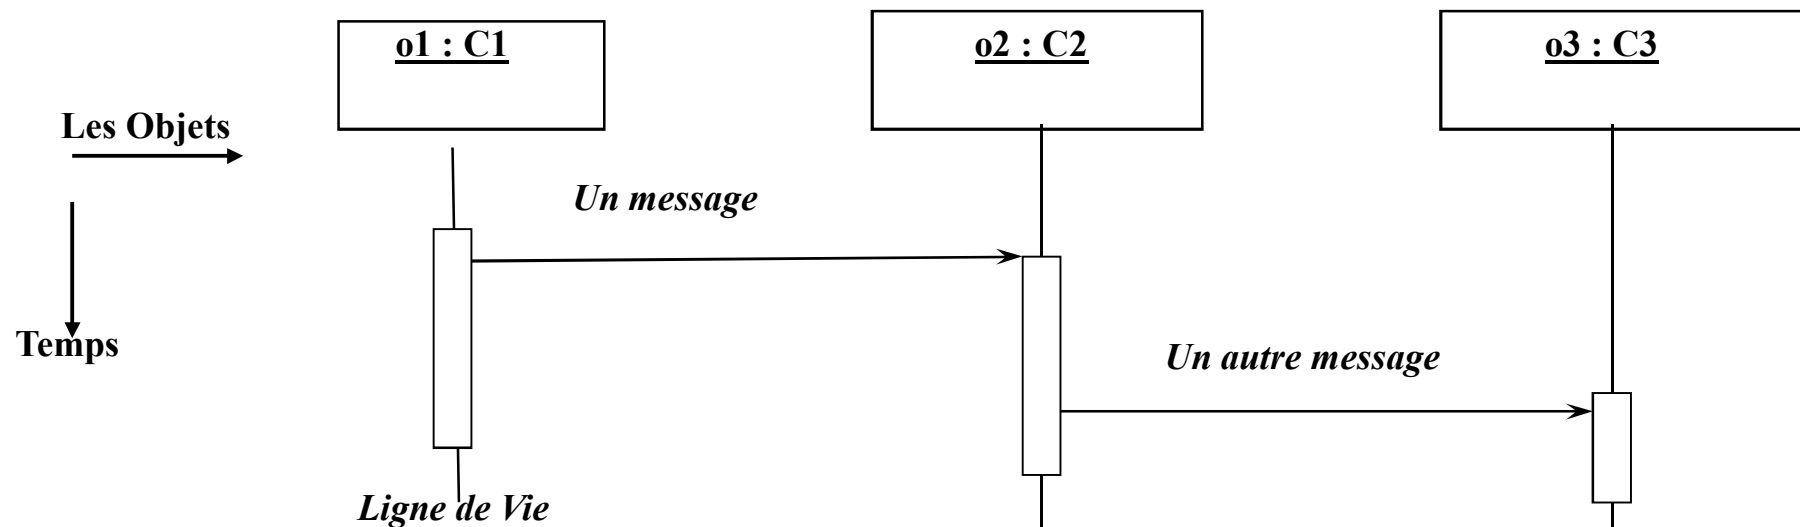 o1 : C1
o2 : C2
o3 : C3
Les Objets
Un message
Temps
Un autre message
Ligne de Vie